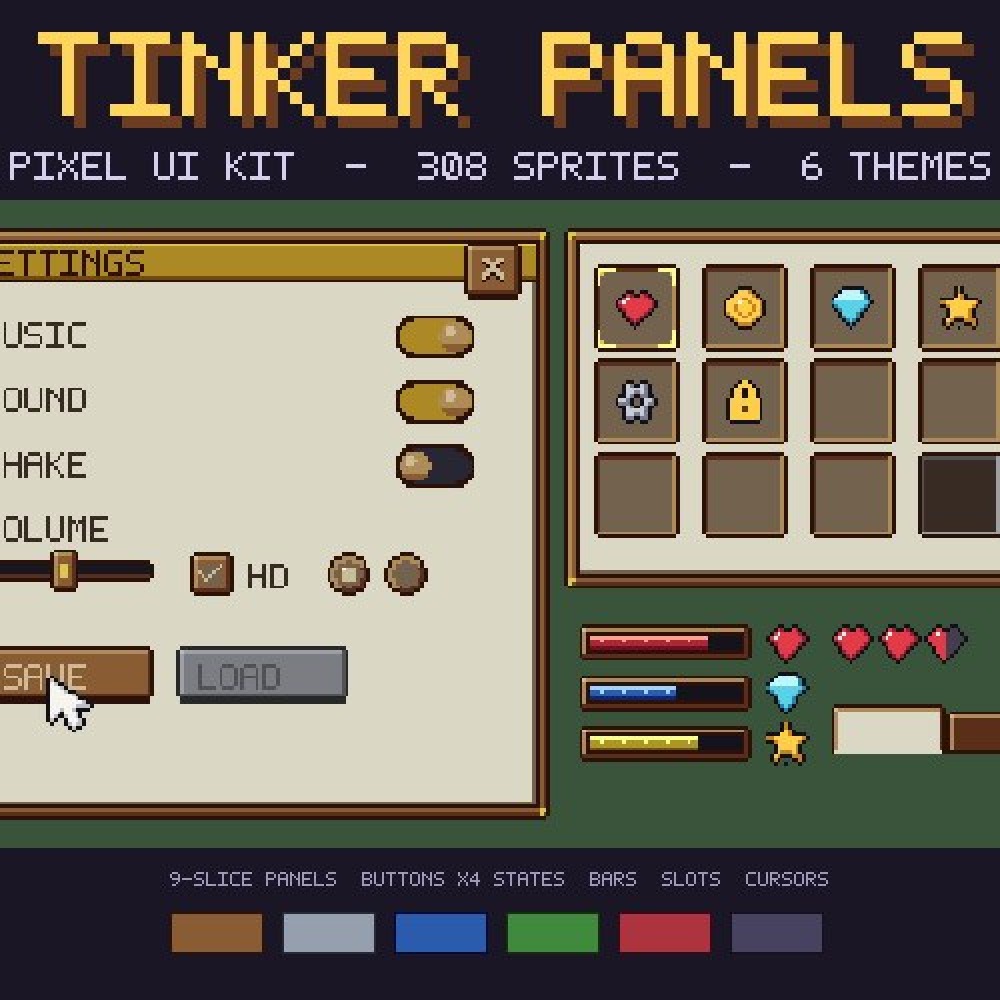 TINKER PANELS
PIXEL UI KIT - 308 SPRITES - 6 THEMES
ETTINGS
USIC
OUND
HAKE
OLUME
HD
SAVE
LOAD
9-SLICE PANELS BUTTONS X4 STATES BARS SLOTS CURSORS